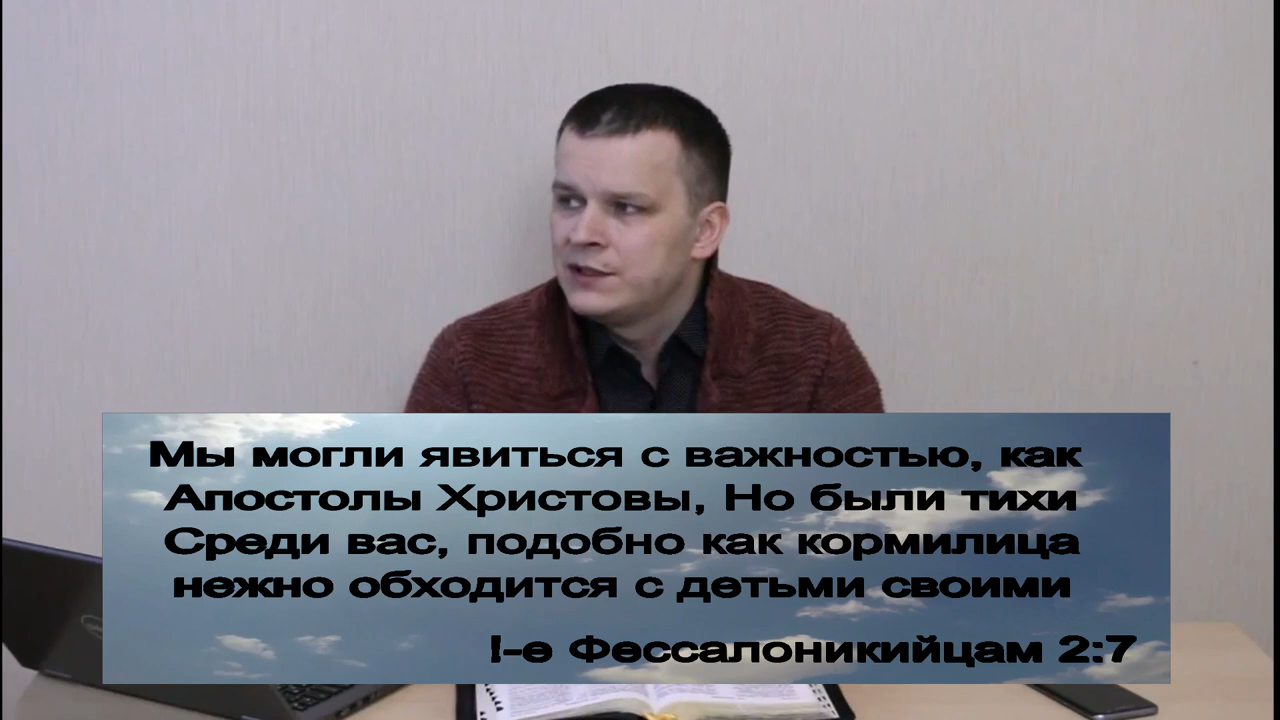 Мы могли явиться с важностью, как
Апостолы Христовы, Но были тихи
Среди вас, подобно как кормилица
нежно обходится с детьми своими
!-е Фессалоникийцам 2:7